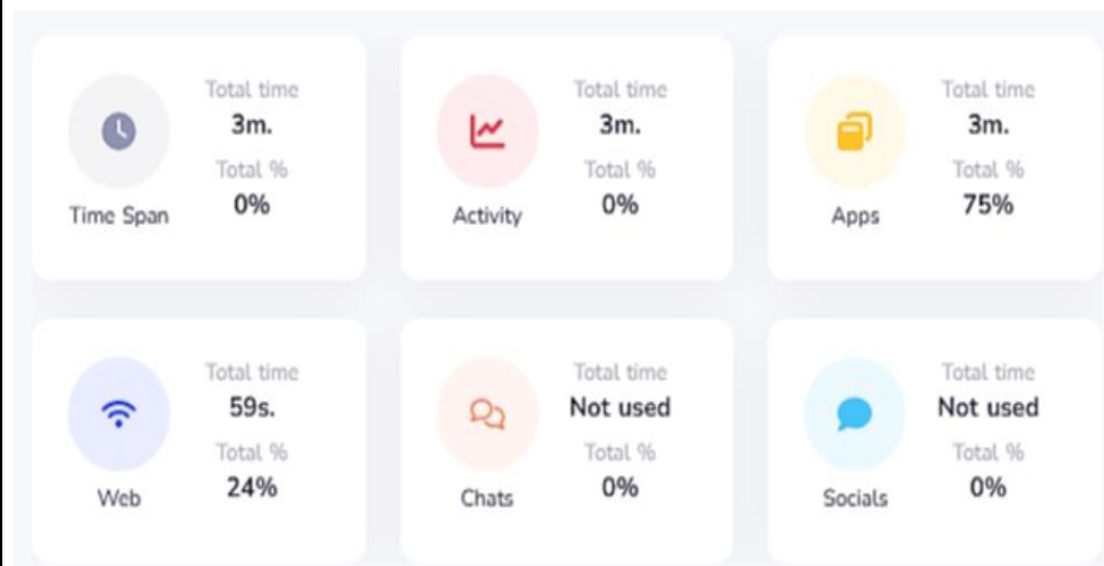 Total time
3m.
Total %
0%
Time Span
Total time
3m.
Total %
0%
Activity
Total time
3m.
Total %
75%
Apps
Total time
59s.
Total %
24%
Web
Total time
Not used
Total %
0%
Chats
Total time
Not used
Total %
0%
Socials